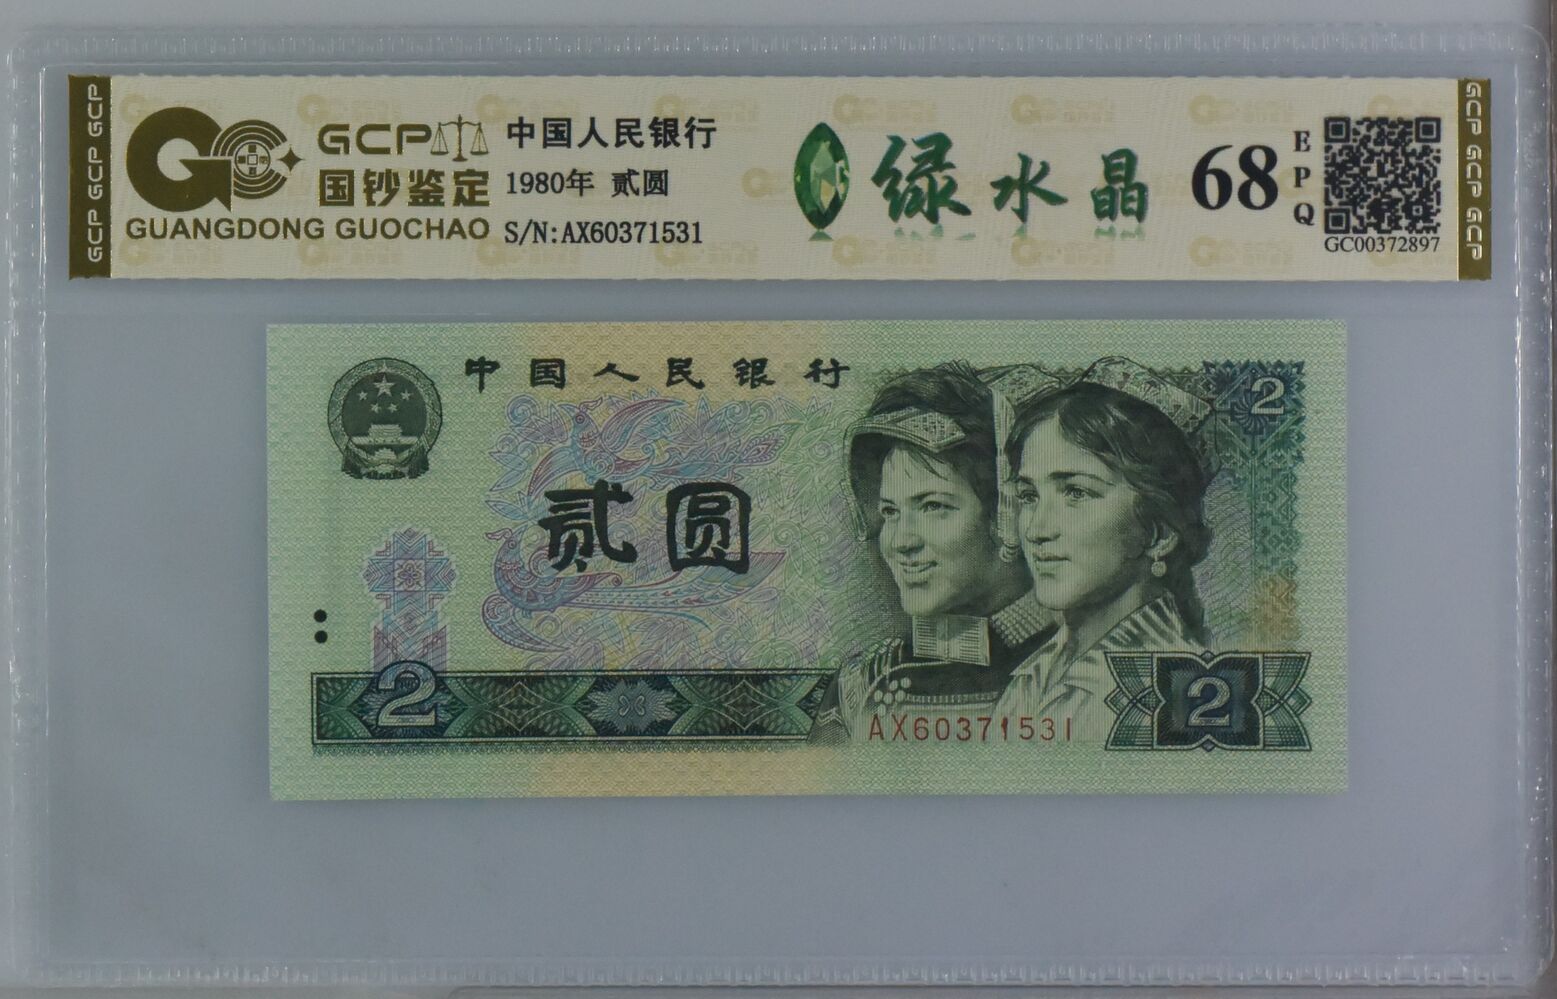 GCP GCP GCP
GCP
国钞鉴定
GUANGDONG GUOCHAO
中国人民银行
1980年 贰圆
S/N:AX60371531
绿水晶
68
EPQ
GC00372897
GCP GCP GCP
中国人民银行
2
贰圆
2
AX60371531
2